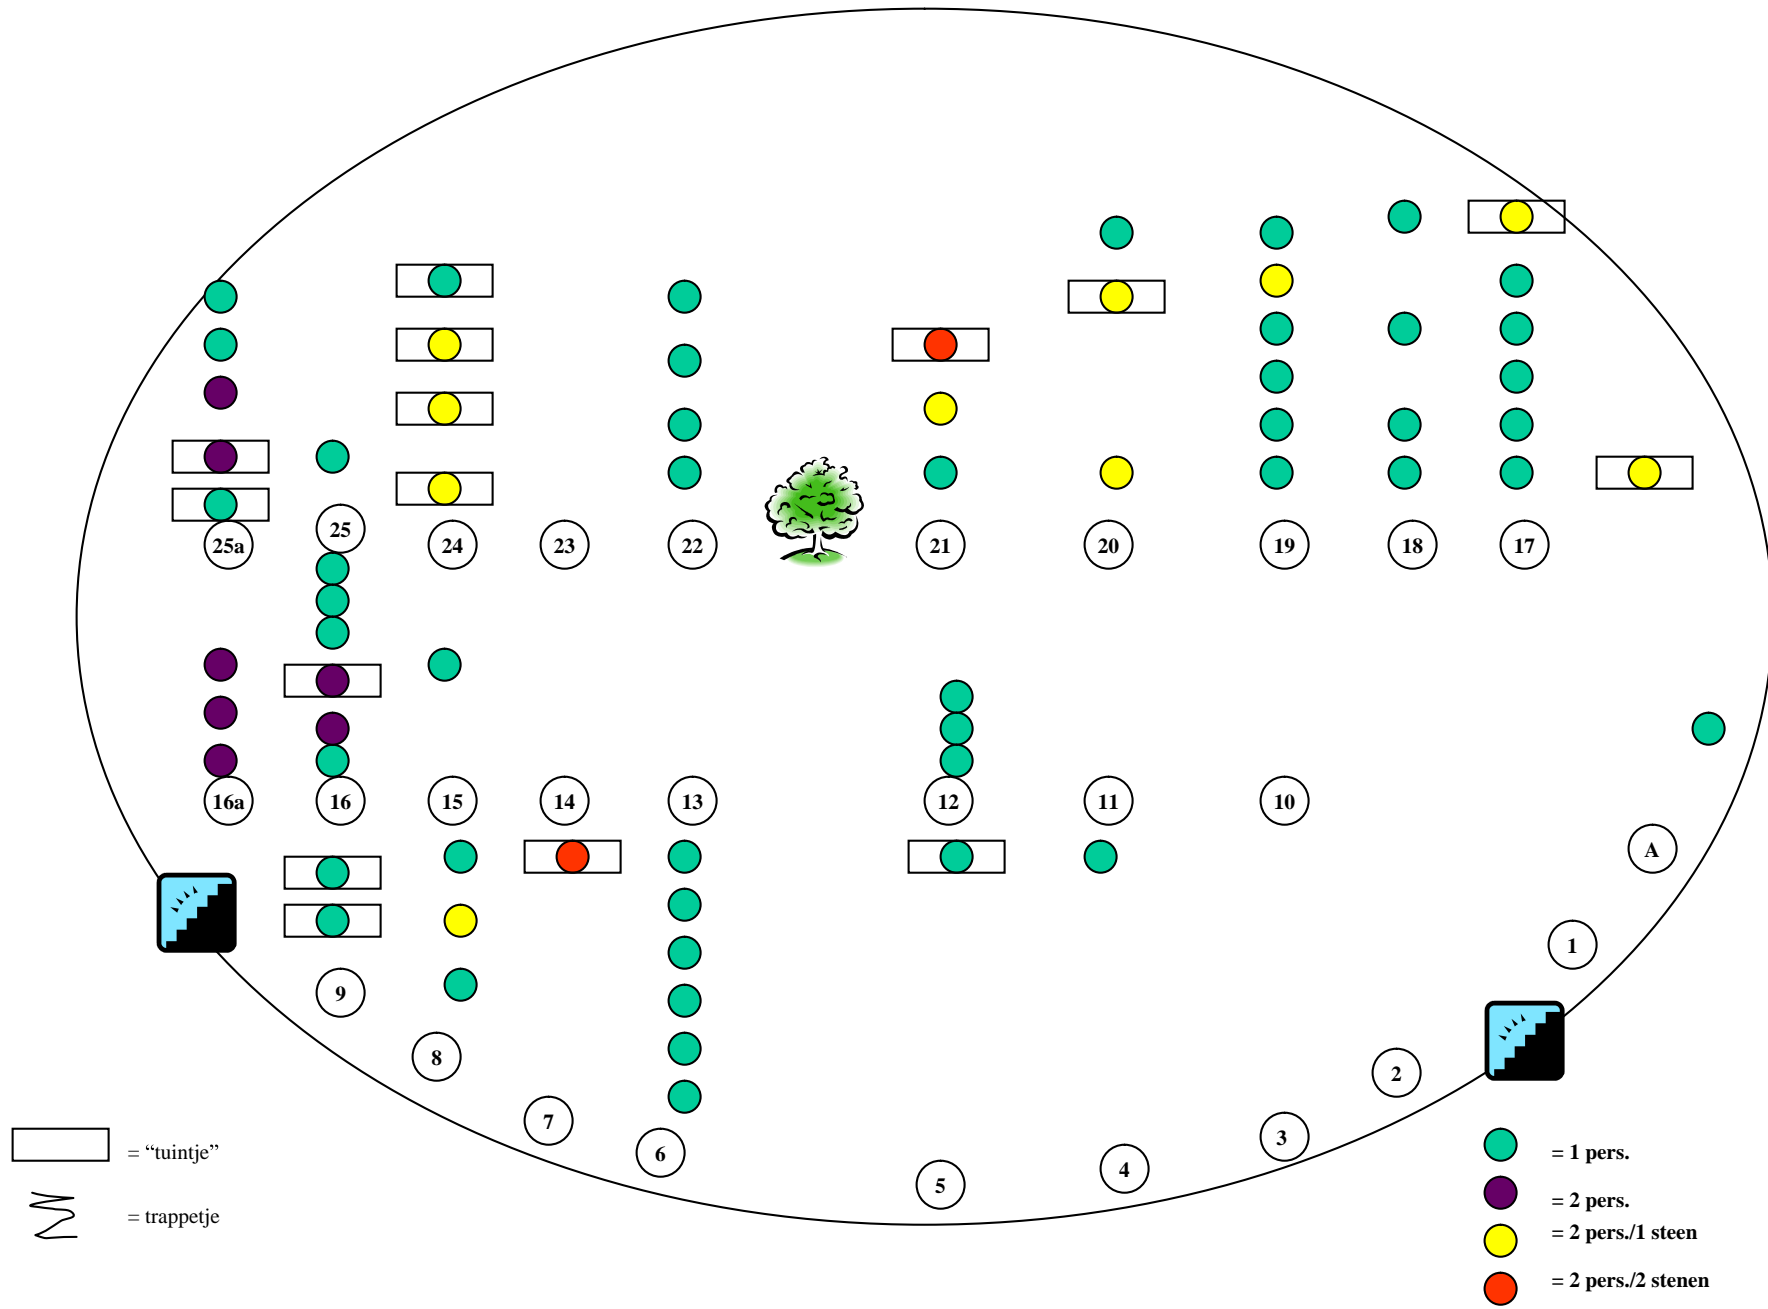 25a
25
24
23
22
21
20
19
18
17
16a
16
15
14
13
12
11
10
A
1
9
8
2
7
3
6
4
5
= “tuintje”
= trappetje
= 1 pers.
= 2 pers.
= 2 pers./1 steen
= 2 pers./2 stenen